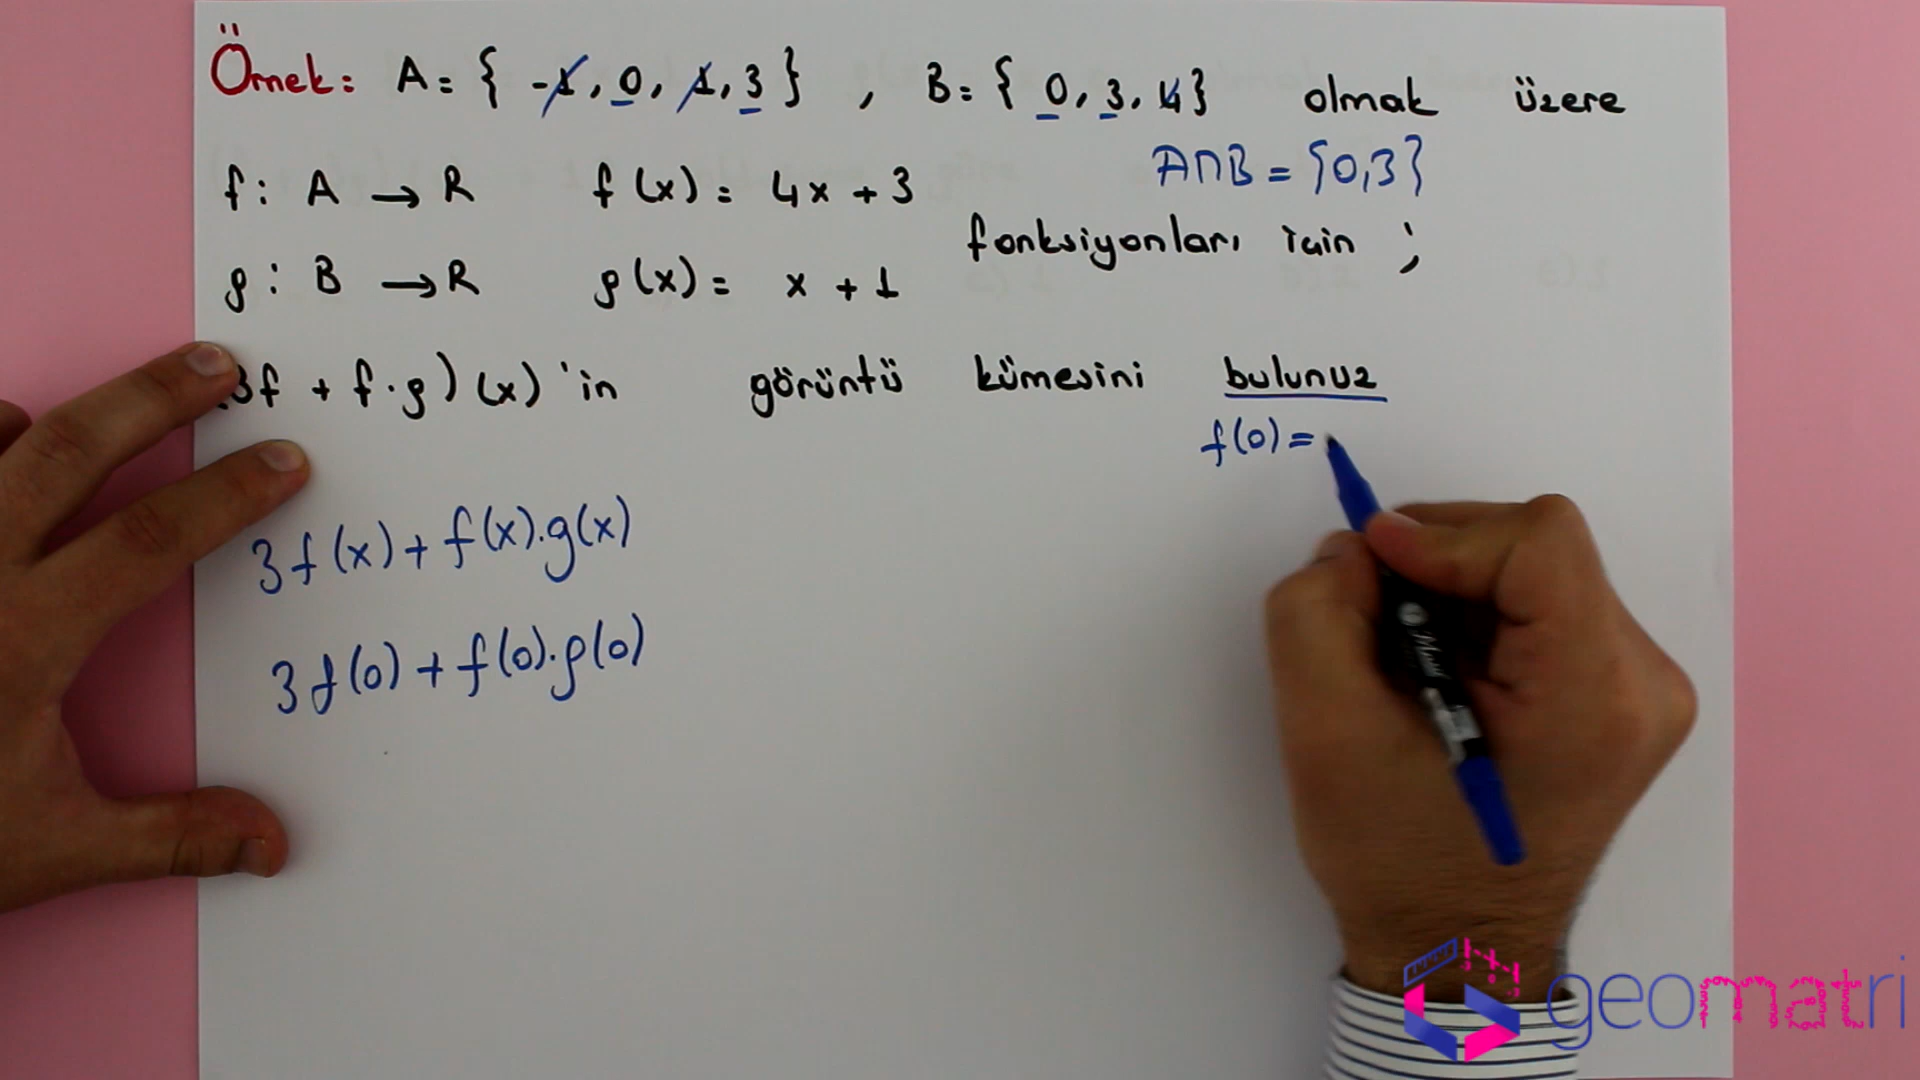 Örnek: A = { -1, 0, 1, 3 } , B = { 0, 3, 4 } olmak üzere
A∩B = {0,3}
f : A → R f(x) = 4x + 3
fonksiyonları için ;
g : B → R g(x) = x + 1
3f + f·g)(x)'in görüntü kümesini bulunuz
f(0) =
3f(x) + f(x).g(x)
3f(0) + f(0).g(0)
geomatri